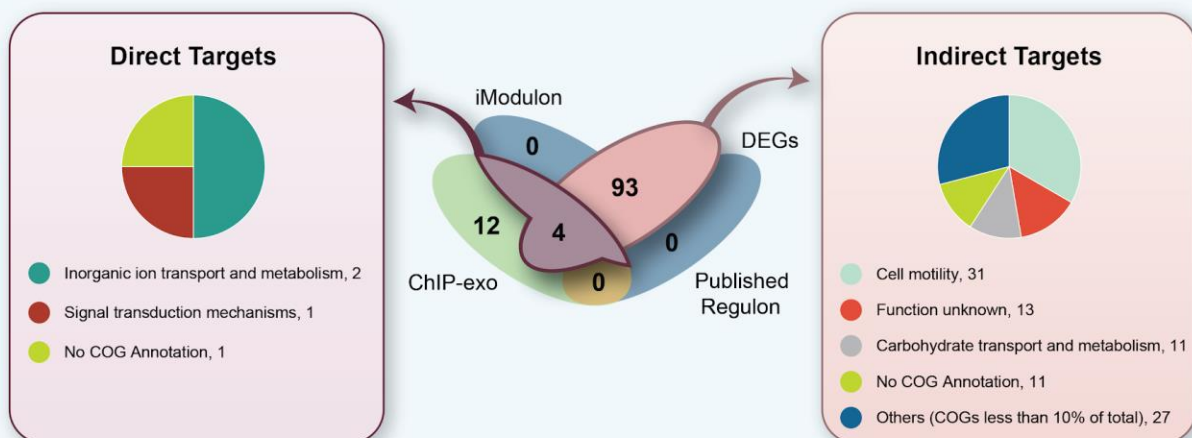 Direct Targets
Inorganic ion transport and metabolism, 2
Signal transduction mechanisms, 1
No COG Annotation, 1
iModulon
DEGs
0
93
12
4
0
0
ChIP-exo
Published
Regulon
Indirect Targets
Cell motility, 31
Function unknown, 13
Carbohydrate transport and metabolism, 11
No COG Annotation, 11
Others (COGs less than 10% of total), 27